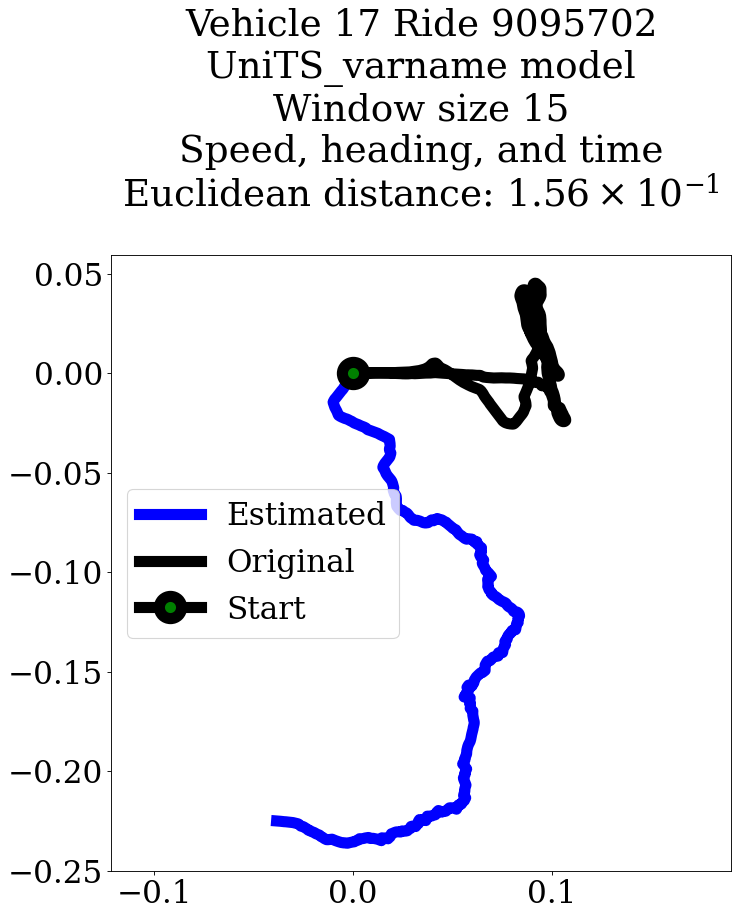 Vehicle 17 Ride 9095702
UniTS_varname model
Window size 15
Speed, heading, and time
Euclidean distance: 1.56 × 10⁻¹
0.05
0.00
−0.05
−0.10
−0.15
−0.20
−0.25
Estimated
Original
Start
−0.1
0.0
0.1